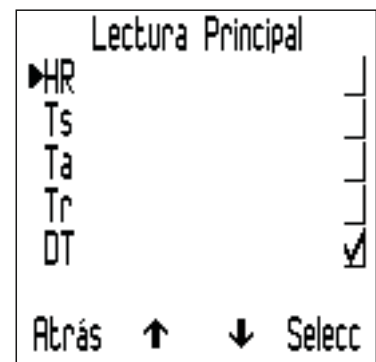 Lectura Principal
HR
Ts
Ta
Tr
DT
Atrás ↑ ↓ Selecc